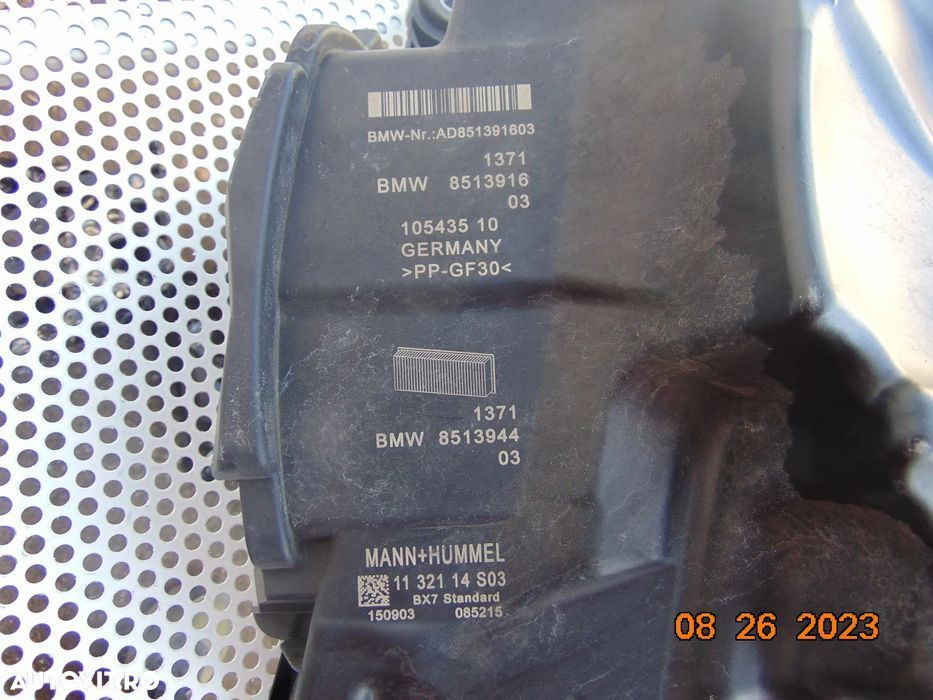 BMW-Nr.:AD851391603
1371
BMW 8513916
03
105435 10
GERMANY
>PP-GF30<
1371
BMW 8513944
03
MANN+HUMMEL
11 321 14 S03
BX7 Standard
150903 085215
08 26 2023
AUTOVITRO